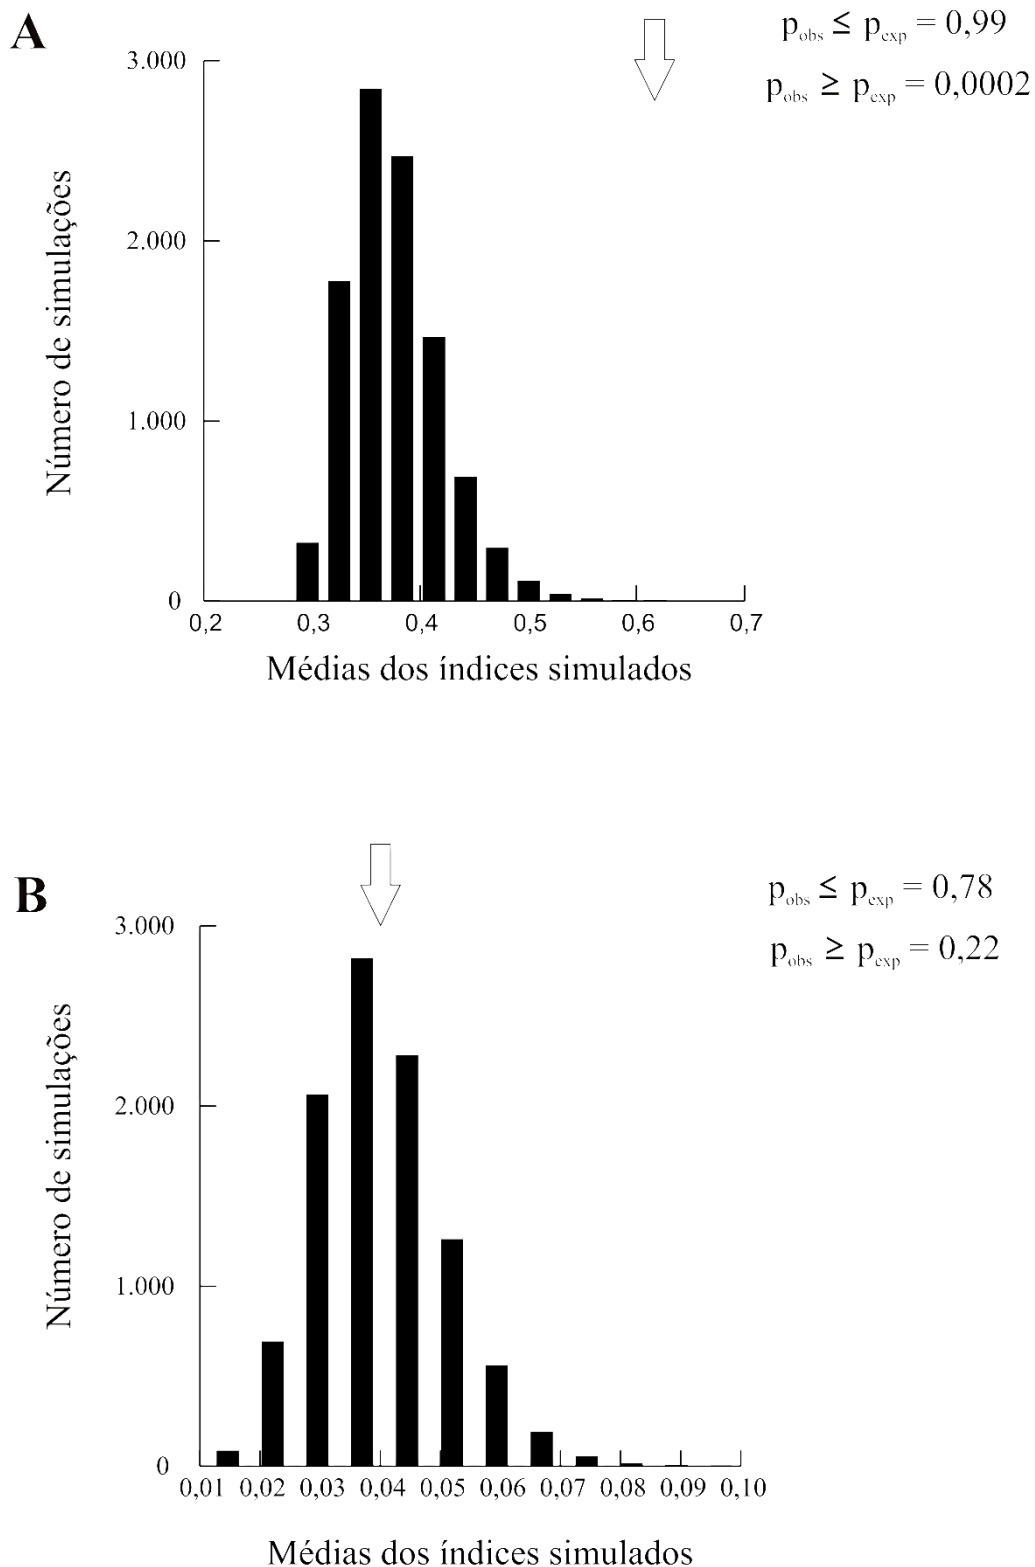 A
p_obs ≤ p_exp = 0,99
p_obs ≥ p_exp = 0,0002
3.000
2.000
1.000
0
Número de simulações
0,2 0,3 0,4 0,5 0,6 0,7
Médias dos índices simulados
B
p_obs ≤ p_exp = 0,78
p_obs ≥ p_exp = 0,22
3.000
2.000
1.000
0
Número de simulações
0,01 0,02 0,03 0,04 0,05 0,06 0,07 0,08 0,09 0,10
Médias dos índices simulados